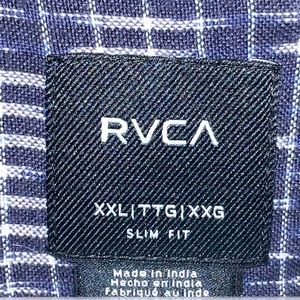 RVCA
XXL|TTG|XXG
SLIM FIT
Made in India
Hecho en India
Fabriqué au Inde